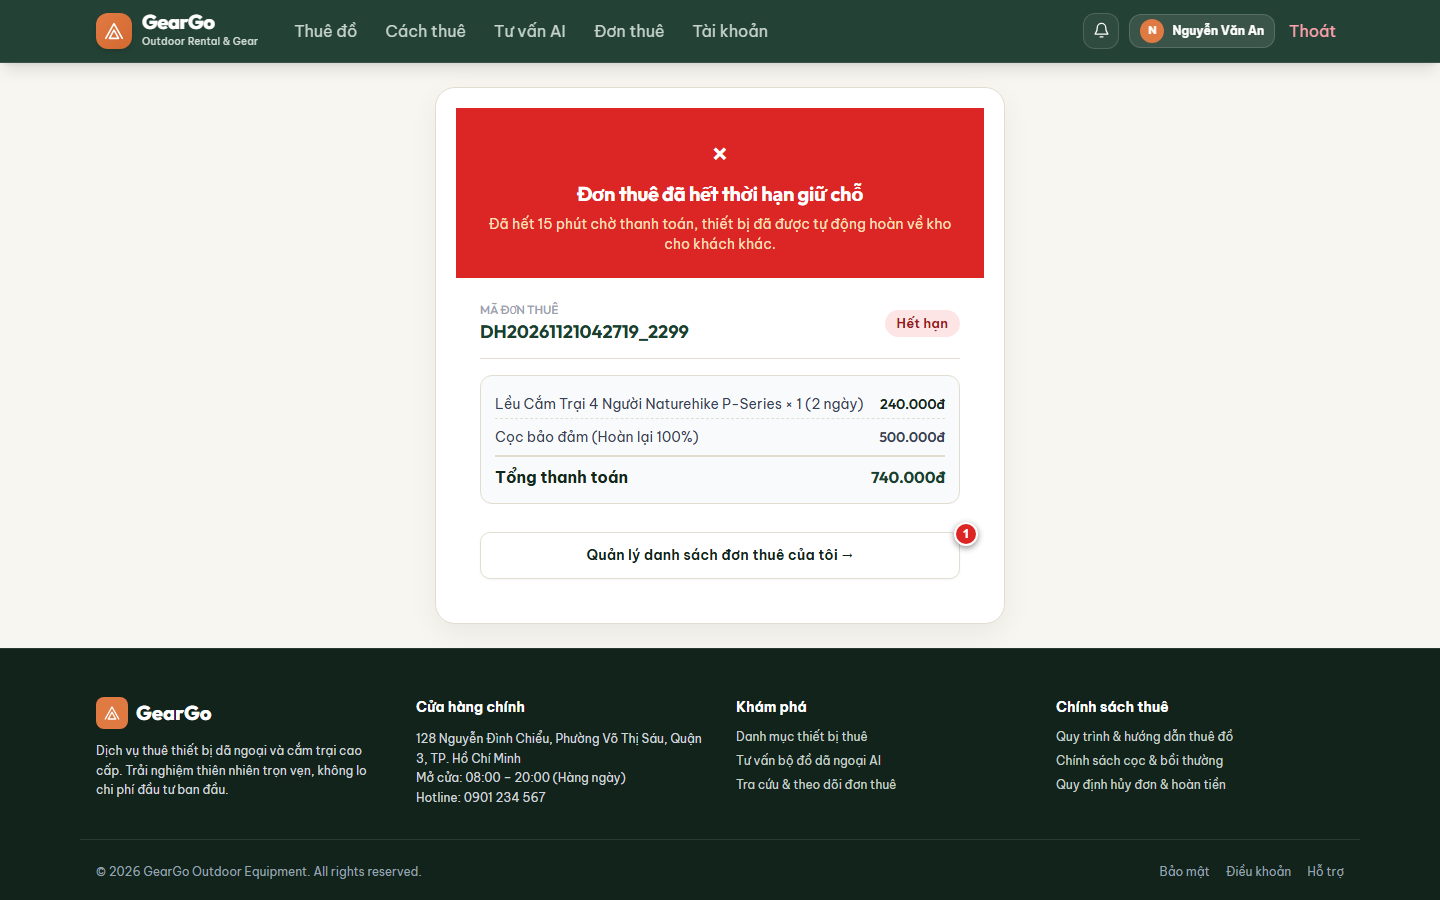 GearGo
Outdoor Rental & Gear
Thuê đồ
Cách thuê
Tư vấn AI
Đơn thuê
Tài khoản
N
Nguyễn Văn An
Thoát
×
Đơn thuê đã hết thời hạn giữ chỗ
Đã hết 15 phút chờ thanh toán, thiết bị đã được tự động hoàn về kho
cho khách khác.
MÃ ĐƠN THUÊ
DH20261121042719_2299
Hết hạn
Lều Cắm Trại 4 Người Naturehike P-Series × 1 (2 ngày) 240.000đ
Cọc bảo đảm (Hoàn lại 100%) 500.000đ
Tổng thanh toán 740.000đ
1
Quản lý danh sách đơn thuê của tôi →
GearGo
Dịch vụ thuê thiết bị dã ngoại và cắm trại cao
cấp. Trải nghiệm thiên nhiên trọn vẹn, không lo
chi phí đầu tư ban đầu.
Cửa hàng chính
128 Nguyễn Đình Chiểu, Phường Võ Thị Sáu, Quận
3, TP. Hồ Chí Minh
Mở cửa: 08:00 – 20:00 (Hàng ngày)
Hotline: 0901 234 567
Khám phá
Danh mục thiết bị thuê
Tư vấn bộ đồ dã ngoại AI
Tra cứu & theo dõi đơn thuê
Chính sách thuê
Quy trình & hướng dẫn thuê đồ
Chính sách cọc & bồi thường
Quy định hủy đơn & hoàn tiền
© 2026 GearGo Outdoor Equipment. All rights reserved.
Bảo mật
Điều khoản
Hỗ trợ